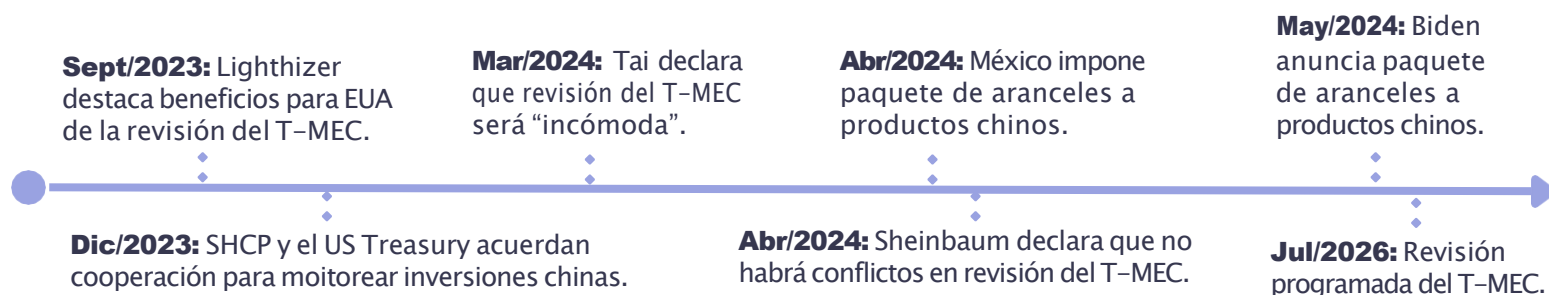 Sept/2023: Lighthizer
destaca beneficios para EUA
de la revisión del T-MEC.
Dic/2023: SHCP y el US Treasury acuerdan
cooperación para moitorear inversiones chinas.
Mar/2024: Tai declara
que revisión del T-MEC
será “incómoda”.
Abr/2024: México impone
paquete de aranceles a
productos chinos.
Abr/2024: Sheinbaum declara que no
habrá conflictos en revisión del T-MEC.
May/2024: Biden
anuncia paquete
de aranceles a
productos chinos.
Jul/2026: Revisión
programada del T-MEC.